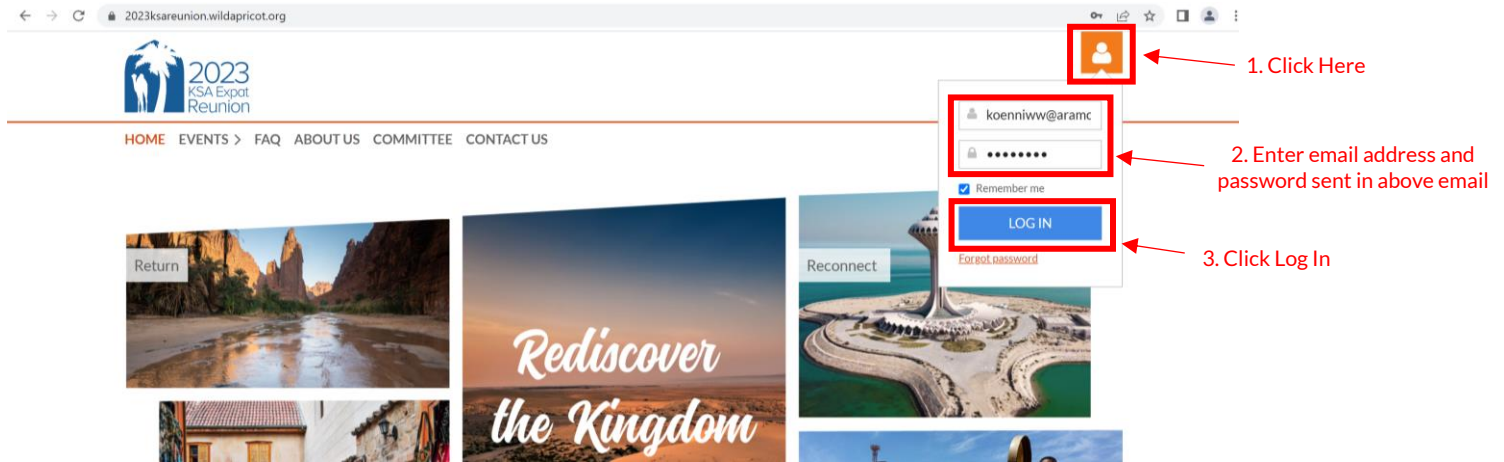 2023ksareunion.wildapricot.org
1. Click Here
2023
KSA Expat
Reunion
koenniww@aramc
HOME EVENTS > FAQ ABOUT US COMMITTEE CONTACT US
2. Enter email address and
password sent in above email
Remember me
LOG IN
Forgot password
3. Click Log In
Return
Reconnect
Rediscover
the Kingdom